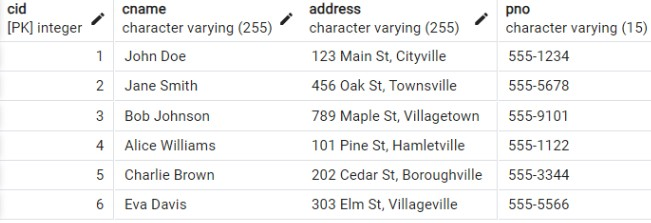 cid cname address pno
[PK] integer character varying (255) character varying (255) character varying (15)
1 John Doe 123 Main St, Cityville 555-1234
2 Jane Smith 456 Oak St, Townsville 555-5678
3 Bob Johnson 789 Maple St, Villagetown 555-9101
4 Alice Williams 101 Pine St, Hamletville 555-1122
5 Charlie Brown 202 Cedar St, Boroughville 555-3344
6 Eva Davis 303 Elm St, Villageville 555-5566